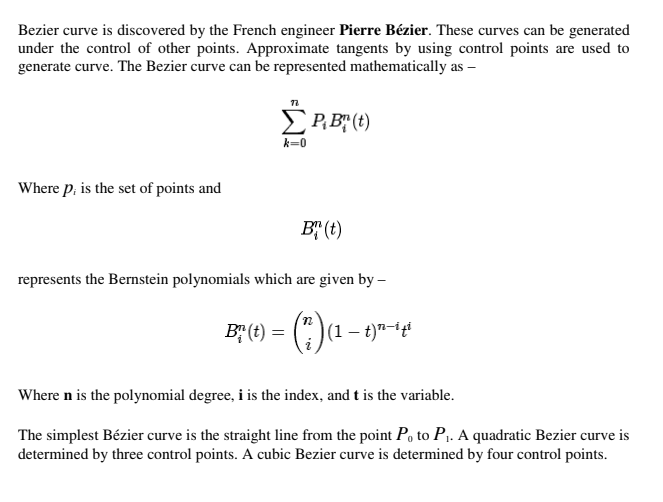 Bezier curve is discovered by the French engineer Pierre Bézier. These curves can be generated
under the control of other points. Approximate tangents by using control points are used to
generate curve. The Bezier curve can be represented mathematically as –
\sum_{k=0}^{n} P_i B_i^n(t)
Where p_i is the set of points and
B_i^n(t)
represents the Bernstein polynomials which are given by –
B_i^n(t) = \binom{n}{i} (1 - t)^{n-i} t^i
Where n is the polynomial degree, i is the index, and t is the variable.
The simplest Bézier curve is the straight line from the point P_0 to P_1. A quadratic Bezier curve is
determined by three control points. A cubic Bezier curve is determined by four control points.